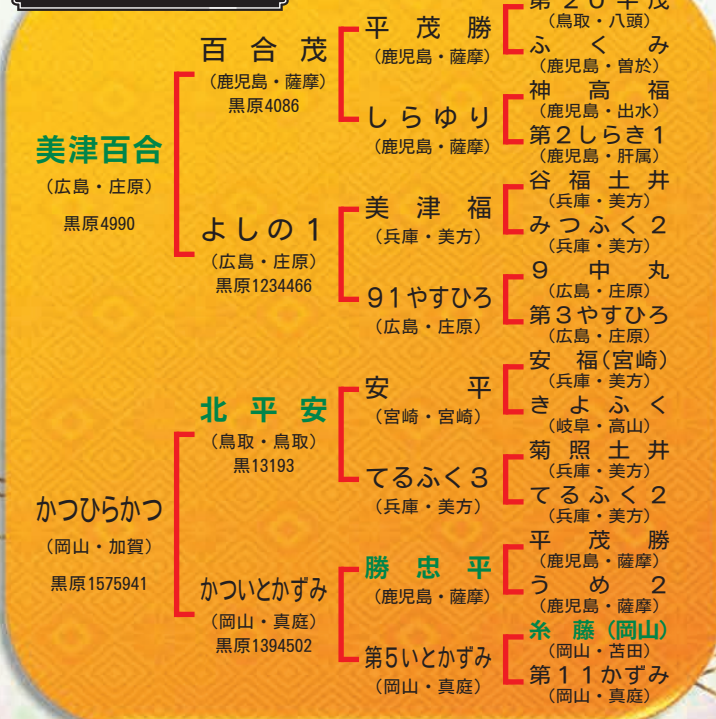 美津百合
（広島・庄原）
黒原4990
かつひらかつ
（岡山・加賀）
黒原1575941
百合茂
（鹿児島・薩摩）
黒原4086
よしの1
（広島・庄原）
黒原1234466
北平安
（鳥取・鳥取）
黒13193
かついとかずみ
（岡山・真庭）
黒原1394502
平茂勝
（鹿児島・薩摩）
しらゆり
（鹿児島・薩摩）
美津福
（兵庫・美方）
91やすひろ
（広島・庄原）
安平
（宮崎・宮崎）
てるふく3
（兵庫・美方）
勝忠平
（鹿児島・薩摩）
第5いとかずみ
（岡山・真庭）
第20平茂
（鳥取・八頭）
ふくみ
（鹿児島・曽於）
神高福
（鹿児島・出水）
第2しらき1
（鹿児島・肝属）
谷福土井
（兵庫・美方）
みつふく2
（兵庫・美方）
9中丸
（広島・庄原）
第3やすひろ
（広島・庄原）
安福(宮崎)
（兵庫・美方）
きよふく
（岐阜・高山）
菊照土井
（兵庫・美方）
てるふく2
（兵庫・美方）
平茂勝
（鹿児島・薩摩）
うめ2
（鹿児島・薩摩）
糸藤(岡山)
（岡山・苫田）
第11かずみ
（岡山・真庭）